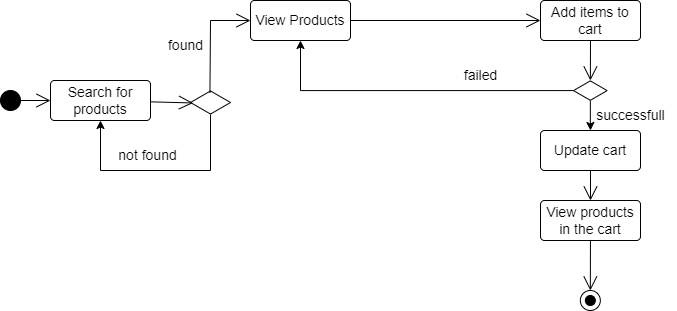 View Products
Add items to
cart
found
failed
Search for
products
successfull
not found
Update cart
View products
in the cart